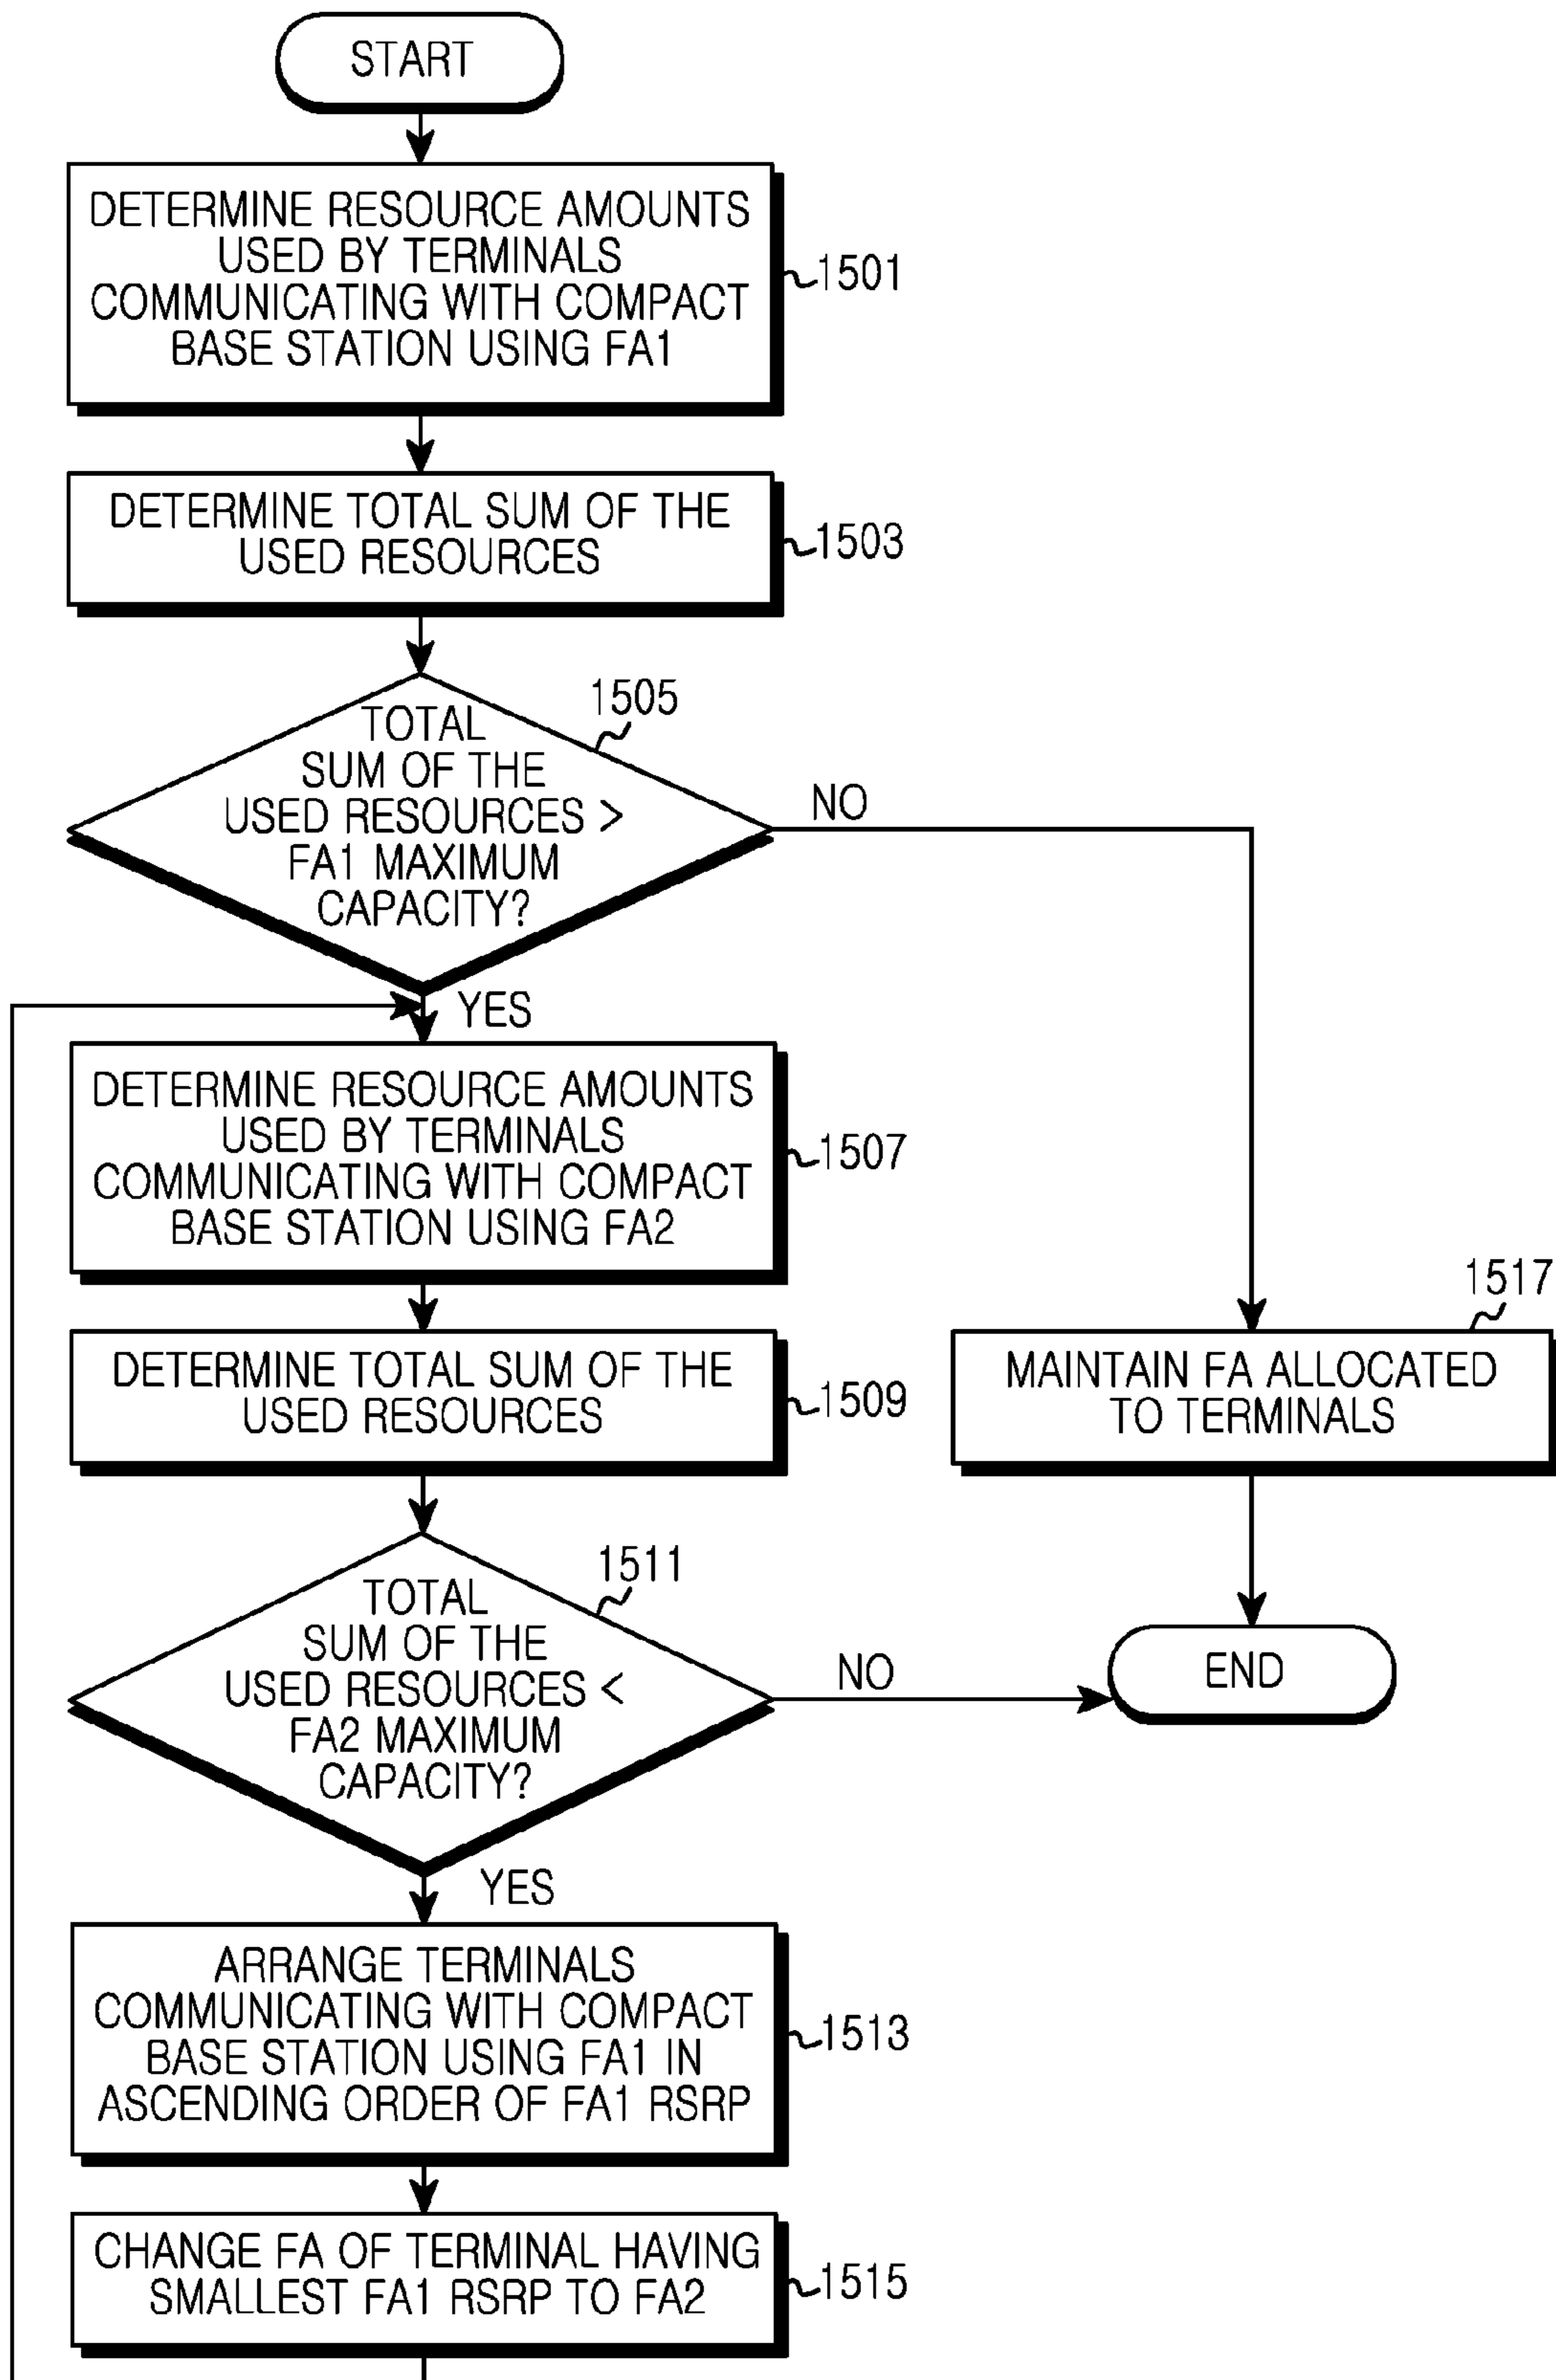 START
DETERMINE RESOURCE AMOUNTS
USED BY TERMINALS
COMMUNICATING WITH COMPACT
BASE STATION USING FA1
1501
DETERMINE TOTAL SUM OF THE
USED RESOURCES
1503
1505
TOTAL
SUM OF THE
USED RESOURCES >
FA1 MAXIMUM
CAPACITY?
NO
YES
DETERMINE RESOURCE AMOUNTS
USED BY TERMINALS
COMMUNICATING WITH COMPACT
BASE STATION USING FA2
1507
DETERMINE TOTAL SUM OF THE
USED RESOURCES
1509
1517
MAINTAIN FA ALLOCATED
TO TERMINALS
1511
TOTAL
SUM OF THE
USED RESOURCES <
FA2 MAXIMUM
CAPACITY?
NO
END
YES
ARRANGE TERMINALS
COMMUNICATING WITH COMPACT
BASE STATION USING FA1 IN
ASCENDING ORDER OF FA1 RSRP
1513
CHANGE FA OF TERMINAL HAVING
SMALLEST FA1 RSRP TO FA2
1515